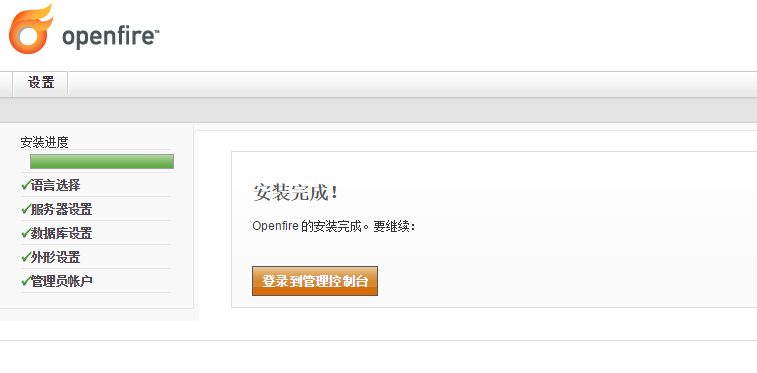 openfire™
设置
安装进度
语言选择
服务器设置
数据库设置
外形设置
管理员帐户
安装完成！
Openfire 的安装完成。要继续：
登录到管理控制台